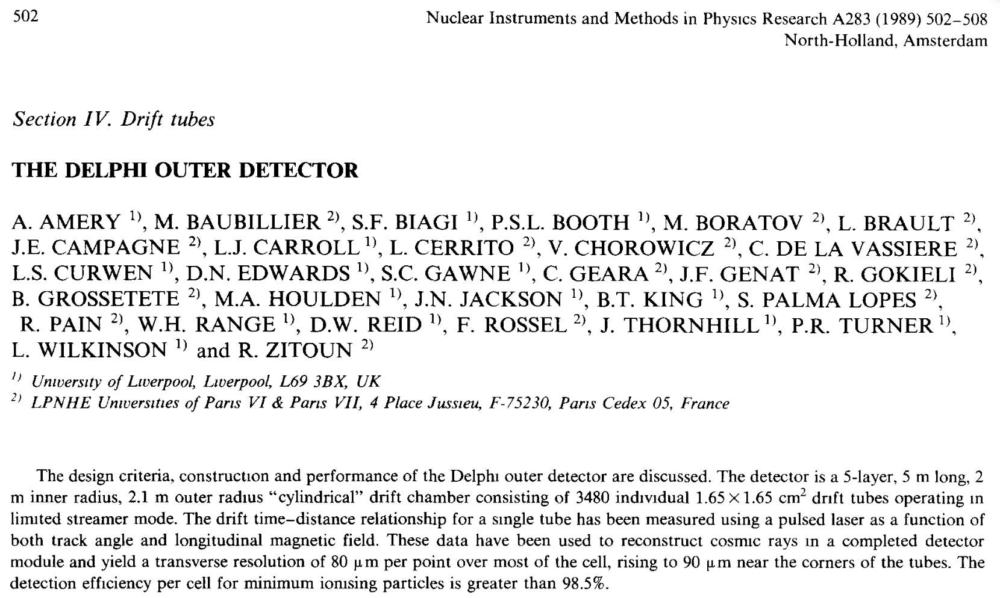 502
Nuclear Instruments and Methods in Physics Research A283 (1989) 502–508
North-Holland, Amsterdam
Section IV. Drift tubes
THE DELPHI OUTER DETECTOR
A. AMERY 1), M. BAUBILLIER 2), S.F. BIAGI 1), P.S.L. BOOTH 1), M. BORATOV 2), L. BRAULT 2),
J.E. CAMPAGNE 2), L.J. CARROLL 1), L. CERRITO 2), V. CHOROWICZ 2), C. DE LA VASSIERE 2),
L.S. CURWEN 1), D.N. EDWARDS 1), S.C. GAWNE 1), C. GEARA 2), J.F. GENAT 2), R. GOKIELI 2),
B. GROSSETETE 2), M.A. HOULDEN 1), J.N. JACKSON 1), B.T. KING 1), S. PALMA LOPES 2),
R. PAIN 2), W.H. RANGE 1), D.W. REID 1), F. ROSSEL 2), J. THORNHILL 1), P.R. TURNER 1),
L. WILKINSON 1) and R. ZITOUN 2)
1) University of Liverpool, Liverpool, L69 3BX, UK
2) LPNHE Universities of Paris VI & Paris VII, 4 Place Jussieu, F-75230, Paris Cedex 05, France
The design criteria, construction and performance of the Delphi outer detector are discussed. The detector is a 5-layer, 5 m long, 2
m inner radius, 2.1 m outer radius “cylindrical” drift chamber consisting of 3480 individual 1.65 × 1.65 cm² drift tubes operating in
limited streamer mode. The drift time–distance relationship for a single tube has been measured using a pulsed laser as a function of
both track angle and longitudinal magnetic field. These data have been used to reconstruct cosmic rays in a completed detector
module and yield a transverse resolution of 80 μm per point over most of the cell, rising to 90 μm near the corners of the tubes. The
detection efficiency per cell for minimum ionising particles is greater than 98.5%.